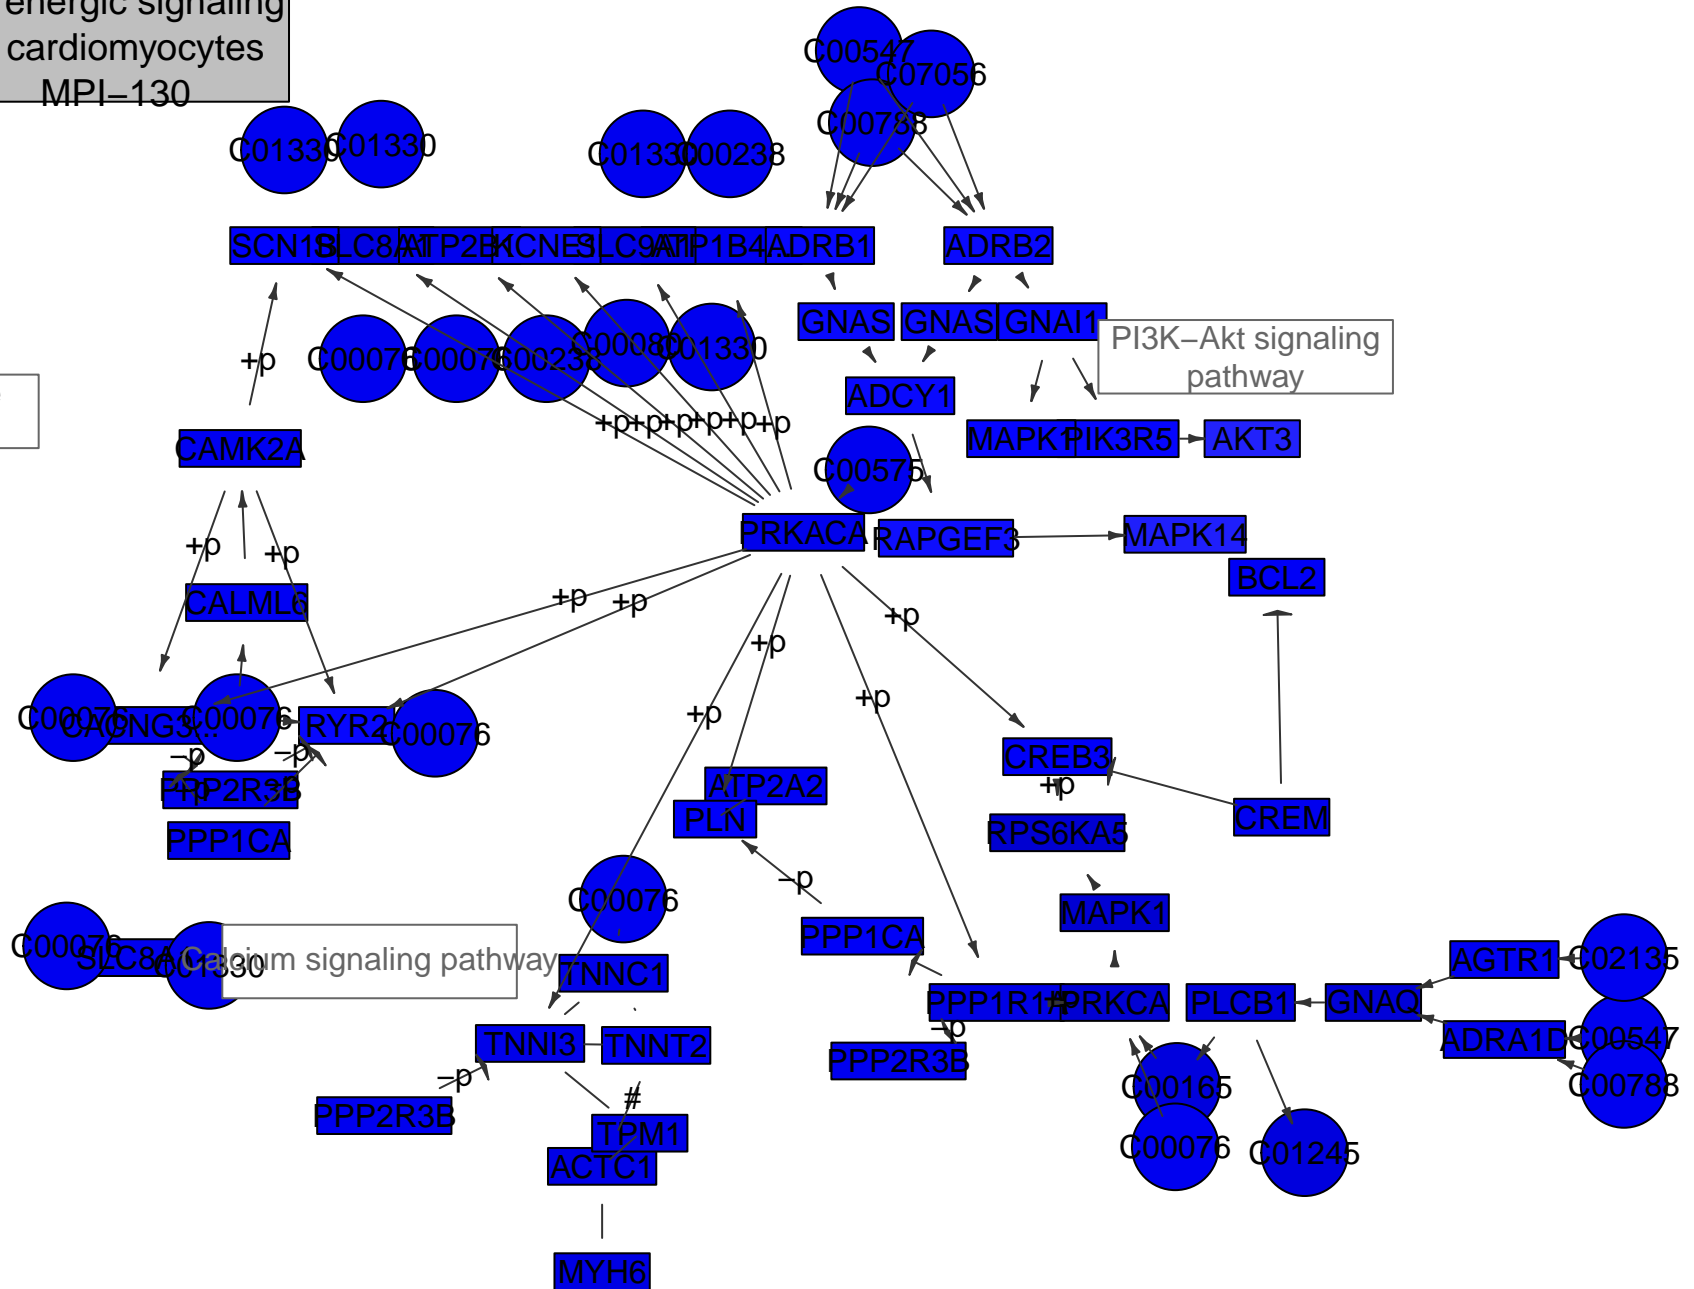 energic signaling
cardiomyocytes
MPI−130
C00547
C07056
C00788
C01330
C01330
C01330
C00238
SCN1B
SLC8A1
ATP2B
KCNE1
SLC9A1
ATP1B4...
ADRB1
ADRB2
GNAS
GNAS
GNAI1
PI3K−Akt signaling
pathway
C00076
C00076
C00238
C00080
C01330
+p
ADCY1
+p
+p
+p
+p
+p
+p
MAPK1
PIK3R5
AKT3
CAMK2A
C00575
PRKACA
RAPGEF3
MAPK14
+p
+p
BCL2
CALML6
+p
+p
+p
+p
+p
+p
C00076
CACNG3...
C00076
RYR2
C00076
−p
−p
CREB3
+p
PPP2R3B
+p
ATP2A2
PLN
CREM
RPS6KA5
PPP1CA
−p
C00076
MAPK1
PPP1CA
C00076
SLC8A1
C01330
Calcium signaling pathway
TNNC1
AGTR1
C02135
PPP1R1A
PRKCA
PLCB1
GNAQ
−p
TNNI3
TNNT2
PPP2R3B
ADRA1D
C00547
−p
#
C00165
C00788
PPP2R3B
TPM1
C00076
C01245
ACTC1
MYH6